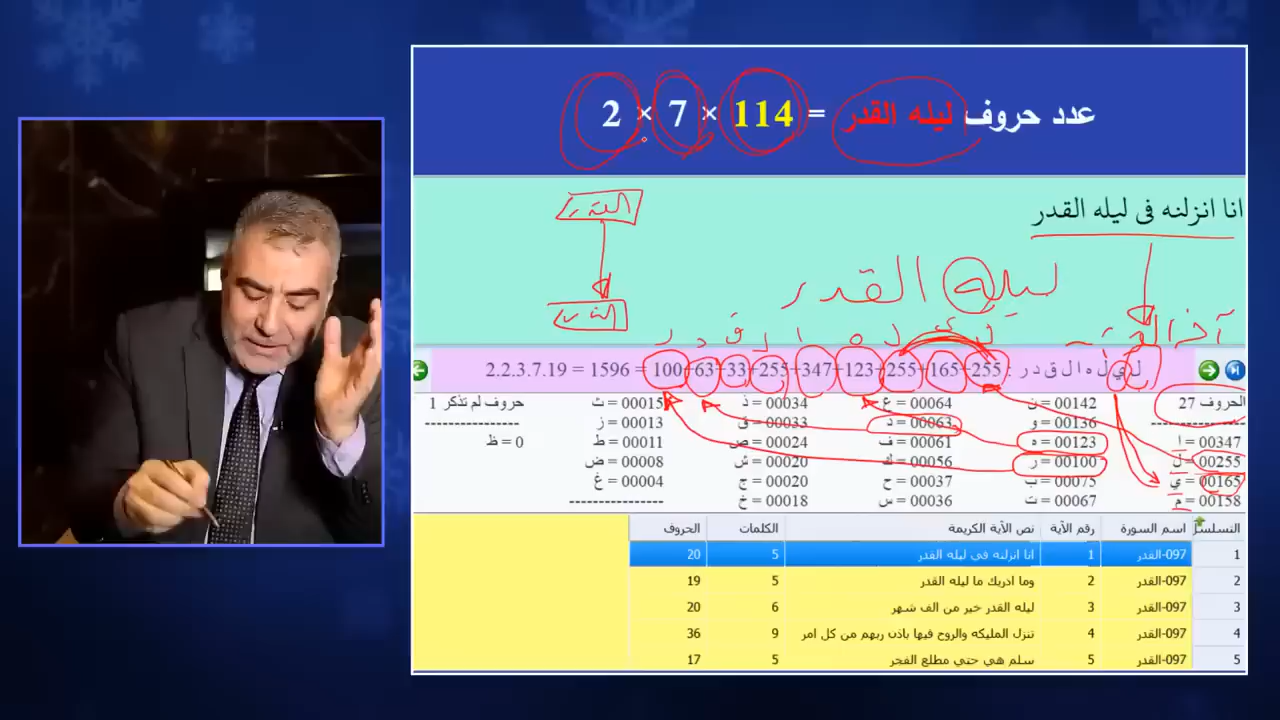 عدد حروف ليله القدر = 114 × 7 × 2
انا انزلنه فى ليله القدر
القدر
ليله القدر
ل ي ل ه ا ل ق د ر : 255+165+255+123+347+255+33+63+100 = 1596 = 2.2.3.7.19
الحروف 27
ا = 00347
ل = 00255
ي = 00165
م = 00158
ن = 00142
و = 00136
ه = 00123
ر = 00100
ب = 00075
ت = 00067
ع = 00064
د = 00063
ف = 00061
ك = 00056
ح = 00037
س = 00036
ذ = 00034
ق = 00033
ص = 00024
ش = 00020
ج = 00020
خ = 00018
ث = 00015
ز = 00013
ط = 00011
ض = 00008
غ = 00004
حروف لم تذكر 1
ظ = 0
التسلسل اسم السورة رقم الأية نص الأية الكريمة الكلمات الحروف
1 097-القدر 1 انا انزلنه فى ليله القدر 5 20
2 097-القدر 2 وما ادريك ما ليله القدر 5 19
3 097-القدر 3 ليله القدر خير من الف شهر 6 20
4 097-القدر 4 تنزل المليكه والروح فيها باذن ربهم من كل امر 9 36
5 097-القدر 5 سلم هي حتي مطلع الفجر 5 17